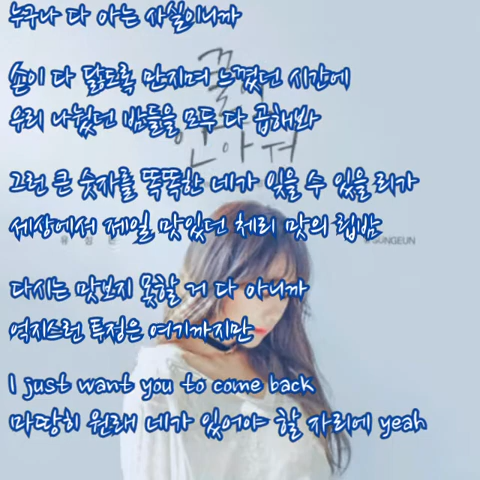 누구나 다 아는 사실이니까
손이 다 닳도록 만지며 느꼈던 시간에
우리 나눴던 밤들을 모두 다 곱해봐
그런 큰 숫자를 똑똑한 네가 잊을 수 있을 리가
세상에서 제일 맛있던 체리 맛의 립밤
다시는 맛보지 못할 거 다 아니까
억지스런 투정은 여기까지만
I just want you to come back
마땅히 원래 네가 있어야 할 자리에 yeah